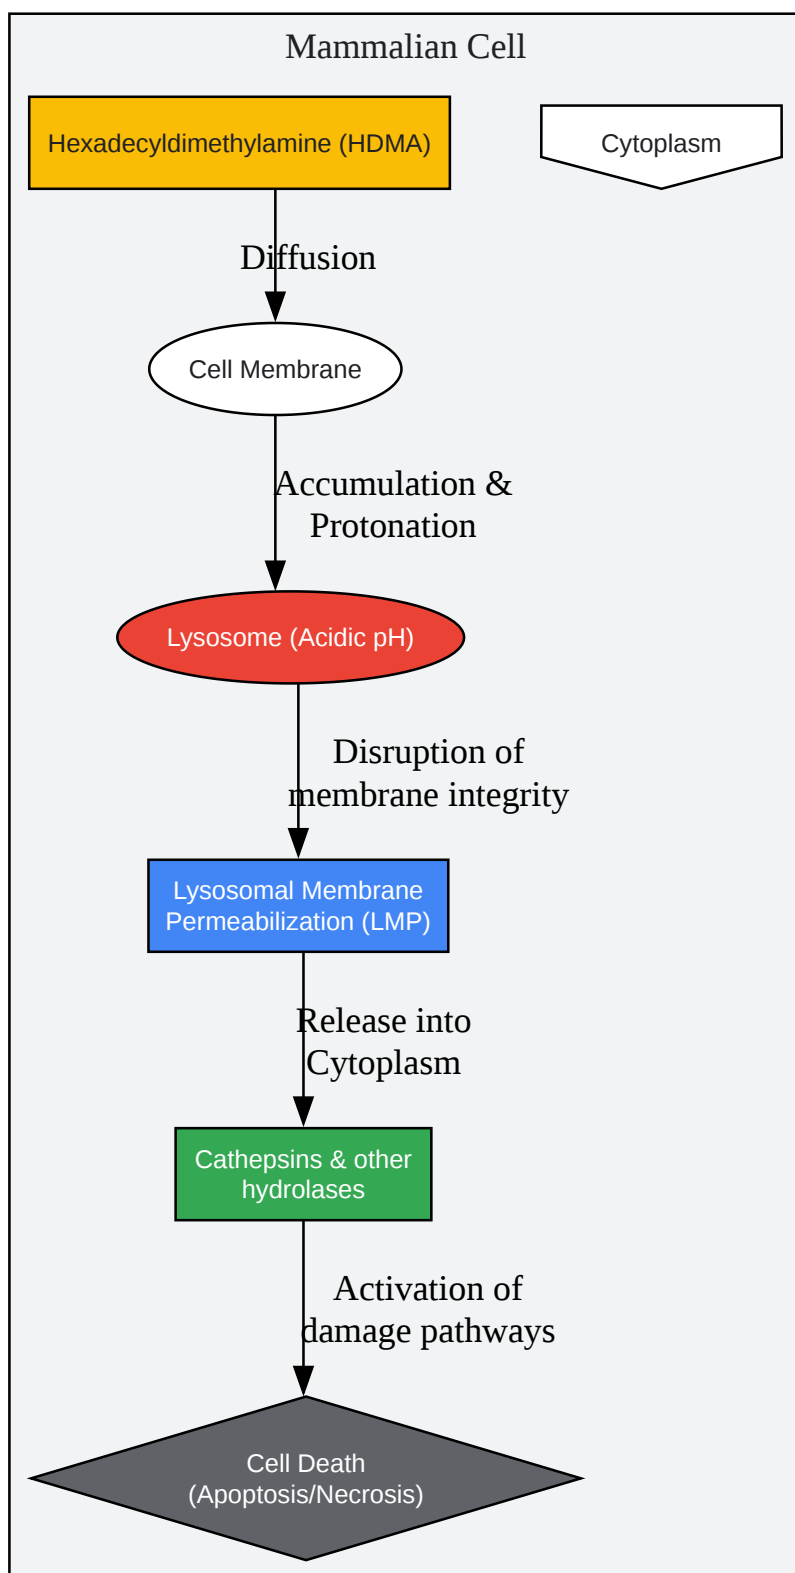 Mammalian Cell
Hexadecyldimethylamine (HDMA)
Cytoplasm
Diffusion
Cell Membrane
Accumulation &
Protonation
Lysosome (Acidic pH)
Disruption of
membrane integrity
Lysosomal Membrane
Permeabilization (LMP)
Release into
Cytoplasm
Cathepsins & other
hydrolases
Activation of
damage pathways
Cell Death
(Apoptosis/Necrosis)